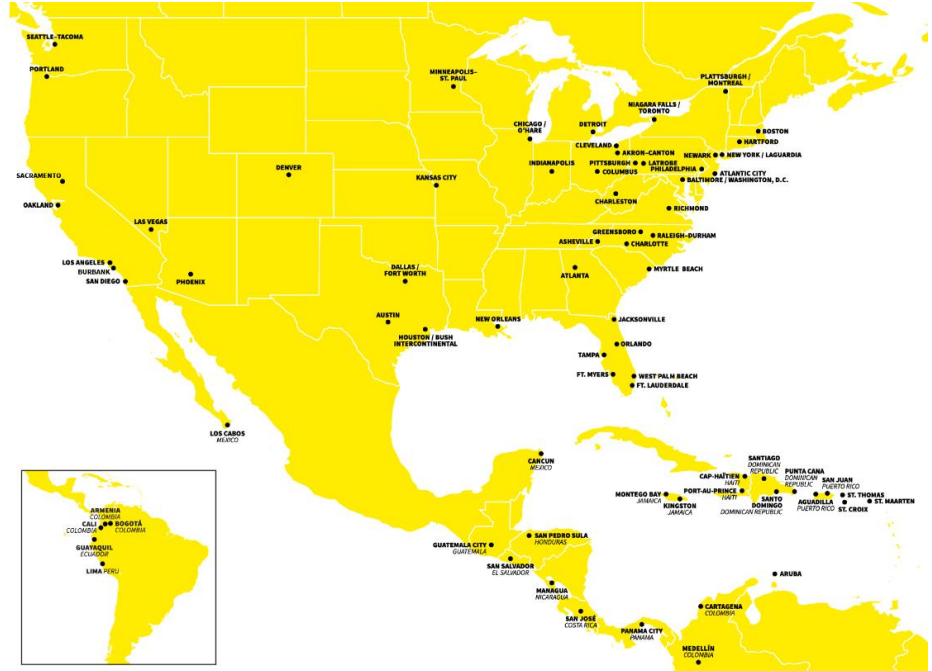 SEATTLE–TACOMA
PORTLAND
MINNEAPOLIS–
ST. PAUL
PLATTSBURGH /
MONTREAL
NIAGARA FALLS /
TORONTO
CHICAGO /
O'HARE
DETROIT
BOSTON
HARTFORD
CLEVELAND
AKRON–CANTON
NEWARK
NEW YORK / LAGUARDIA
INDIANAPOLIS
PITTSBURGH
LATROBE
PHILADELPHIA
COLUMBUS
ATLANTIC CITY
BALTIMORE / WASHINGTON, D.C.
DENVER
KANSAS CITY
SACRAMENTO
OAKLAND
CHARLESTON
RICHMOND
LAS VEGAS
GREENSBORO
RALEIGH–DURHAM
ASHEVILLE
CHARLOTTE
LOS ANGELES
BURBANK
SAN DIEGO
PHOENIX
DALLAS /
FORT WORTH
ATLANTA
MYRTLE BEACH
AUSTIN
HOUSTON / BUSH
INTERCONTINENTAL
NEW ORLEANS
JACKSONVILLE
ORLANDO
TAMPA
FT. MYERS
WEST PALM BEACH
FT. LAUDERDALE
LOS CABOS
MEXICO
CANCUN
MEXICO
SANTIAGO
DOMINICAN
REPUBLIC
CAP-HAÏTIEN
HAITI
PUNTA CANA
DOMINICAN
REPUBLIC
SAN JUAN
PUERTO RICO
MONTEGO BAY
JAMAICA
KINGSTON
JAMAICA
PORT-AU-PRINCE
HAITI
SANTO
DOMINGO
DOMINICAN REPUBLIC
AGUADILLA
PUERTO RICO
ST. THOMAS
ST. CROIX
ST. MAARTEN
ARMENIA
COLOMBIA
CALI
COLOMBIA
BOGOTÁ
COLOMBIA
GUAYAQUIL
ECUADOR
LIMA PERU
GUATEMALA CITY
GUATEMALA
SAN PEDRO SULA
HONDURAS
SAN SALVADOR
EL SALVADOR
MANAGUA
NICARAGUA
SAN JOSÉ
COSTA RICA
PANAMA CITY
PANAMA
ARUBA
CARTAGENA
COLOMBIA
MEDELLÍN
COLOMBIA